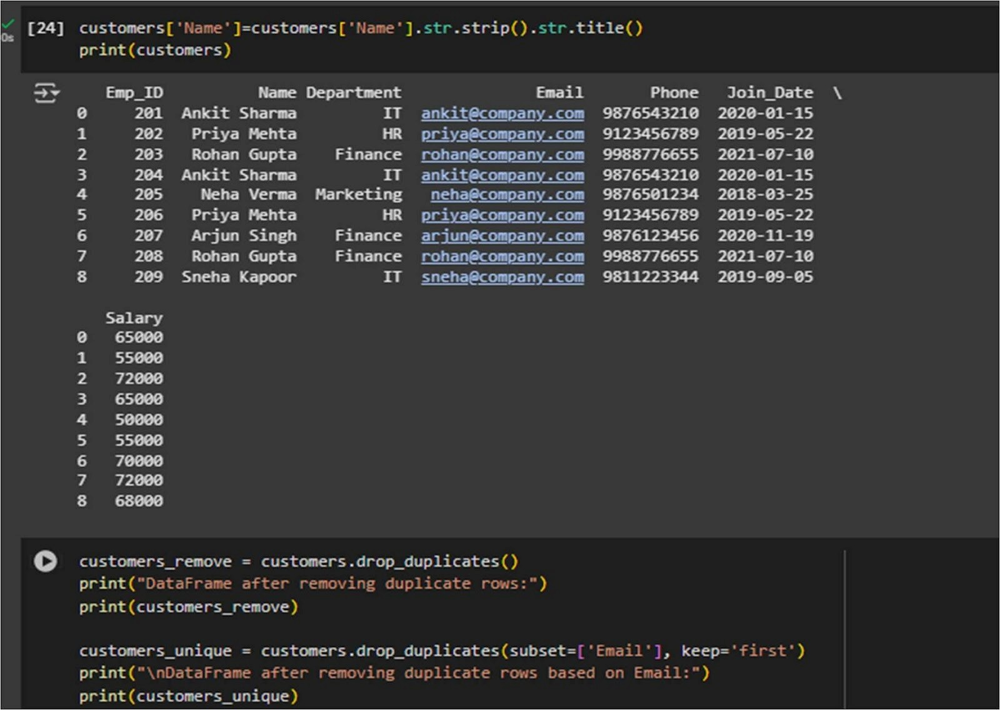 [24] customers['Name']=customers['Name'].str.strip().str.title()
0s
print(customers)
Emp_ID Name Department Email Phone Join_Date \
0 201 Ankit Sharma IT ankit@company.com 9876543210 2020-01-15
1 202 Priya Mehta HR priya@company.com 9123456789 2019-05-22
2 203 Rohan Gupta Finance rohan@company.com 9988776655 2021-07-10
3 204 Ankit Sharma IT ankit@company.com 9876543210 2020-01-15
4 205 Neha Verma Marketing neha@company.com 9876501234 2018-03-25
5 206 Priya Mehta HR priya@company.com 9123456789 2019-05-22
6 207 Arjun Singh Finance arjun@company.com 9876123456 2020-11-19
7 208 Rohan Gupta Finance rohan@company.com 9988776655 2021-07-10
8 209 Sneha Kapoor IT sneha@company.com 9811223344 2019-09-05
Salary
0 65000
1 55000
2 72000
3 65000
4 50000
5 55000
6 70000
7 72000
8 68000
customers_remove = customers.drop_duplicates()
print("DataFrame after removing duplicate rows:")
print(customers_remove)
customers_unique = customers.drop_duplicates(subset=['Email'], keep='first')
print("\nDataFrame after removing duplicate rows based on Email:")
print(customers_unique)